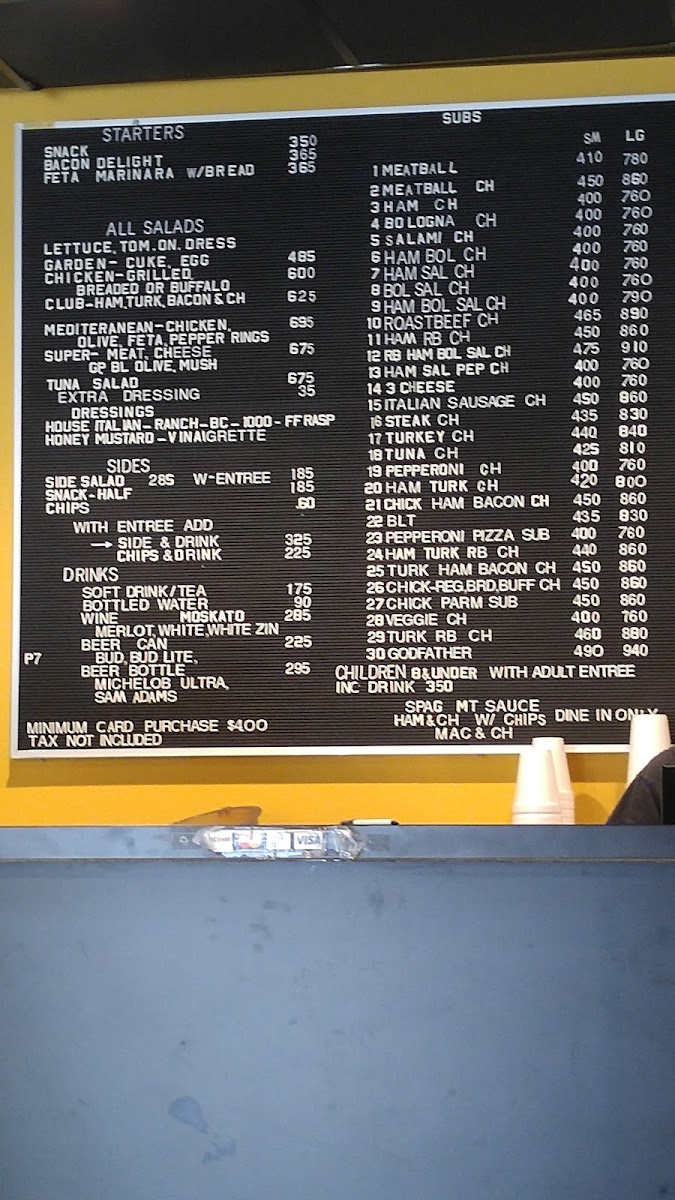 STARTERS
SNACK 350
BACON DELIGHT 365
FETA MARINARA W/BREAD 365
ALL SALADS
LETTUCE, TOM, ON, DRESS
GARDEN- CUKE, EGG 485
CHICKEN-GRILLED, 600
BREADED OR BUFFALO
CLUB-HAM,TURK,BACON & CH 625
MEDITERANEAN-CHICKEN, 695
OLIVE, FETA, PEPPER RINGS
SUPER- MEAT, CHEESE, 675
GP BL OLIVE, MUSH
TUNA SALAD 675
EXTRA DRESSING 35
DRESSINGS
HOUSE ITALIAN-RANCH-BC-1000-FF RASP
HONEY MUSTARD-VINAIGRETTE
SIDES
SIDE SALAD 285 W-ENTREE 185
SNACK-HALF 185
CHIPS .60
WITH ENTREE ADD
→ SIDE & DRINK 325
CHIPS & DRINK 225
DRINKS
SOFT DRINK/TEA 175
BOTTLED WATER 90
WINE MOSKATO 285
MERLOT,WHITE,WHITE ZIN
BEER CAN 225
BUD, BUD LITE,
P7
BEER BOTTLE 295
MICHELOB ULTRA,
SAM ADAMS
MINIMUM CARD PURCHASE $4.00
TAX NOT INCLUDED
SUBS
SM LG
1 MEATBALL 410 780
2 MEATBALL CH 450 860
3 HAM CH 400 760
4 BOLOGNA CH 400 760
5 SALAMI CH 400 760
6 HAM BOL CH 400 760
7 HAM SAL CH 400 760
8 BOL SAL CH 400 760
9 HAM BOL SAL CH 400 790
10 ROASTBEEF CH 465 890
11 HAM RB CH 450 860
12 RB HAM BOL SAL CH 475 910
13 HAM SAL PEP CH 400 760
14 3 CHEESE 400 760
15 ITALIAN SAUSAGE CH 450 860
16 STEAK CH 435 830
17 TURKEY CH 440 840
18 TUNA CH 425 810
19 PEPPERONI CH 400 760
20 HAM TURK CH 420 800
21 CHICK HAM BACON CH 450 860
22 BLT 435 830
23 PEPPERONI PIZZA SUB 400 760
24 HAM TURK RB CH 440 860
25 TURK HAM BACON CH 450 860
26 CHICK-REG,BRD,BUFF CH 450 860
27 CHICK PARM SUB 450 860
28 VEGGIE CH 400 760
29 TURK RB CH 460 880
30 GODFATHER 490 940
CHILDREN 8&UNDER WITH ADULT ENTREE
INC DRINK 350
SPAG MT SAUCE
HAM&CH W/ CHIPS DINE IN ONLY
MAC & CH
VISA